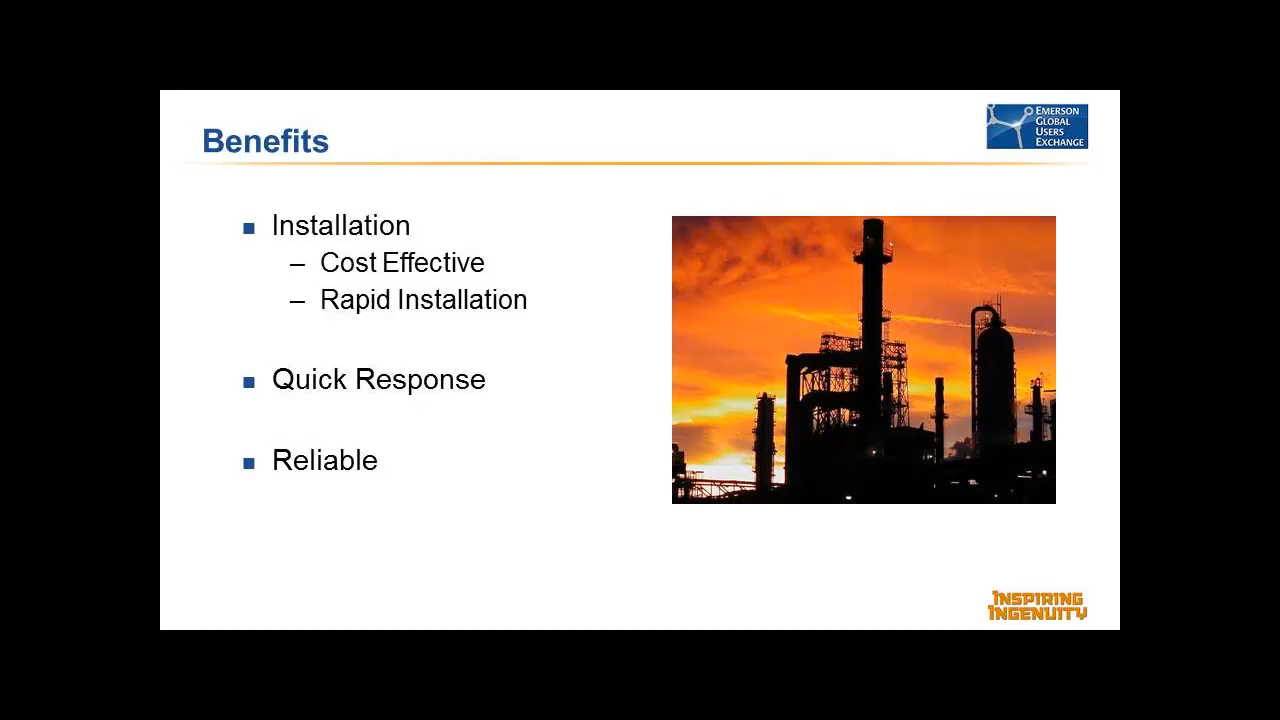 Benefits
EMERSON
GLOBAL
USERS
EXCHANGE
■ Installation
– Cost Effective
– Rapid Installation
■ Quick Response
■ Reliable
INSPIRING
INGENUITY